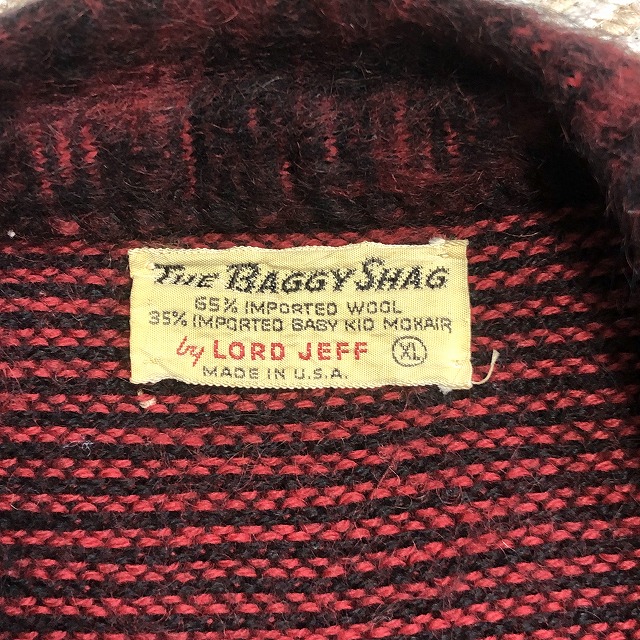 THE BAGGY SHAG
65% IMPORTED WOOL
35% IMPORTED BABY KID MOHAIR
by LORD JEFF XL
MADE IN U.S.A.